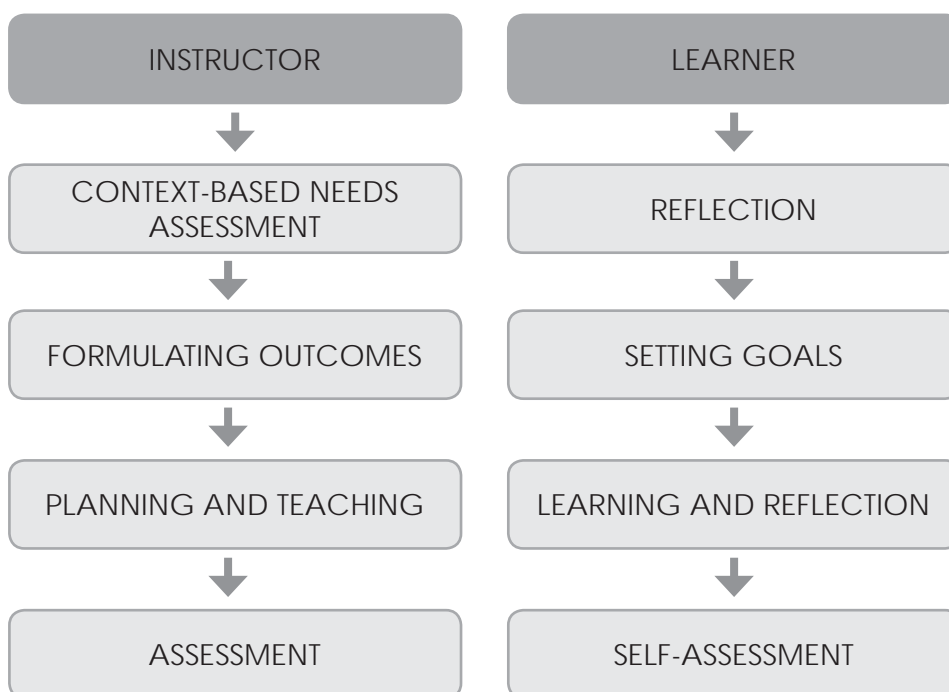 INSTRUCTOR
LEARNER
CONTEXT-BASED NEEDS
ASSESSMENT
REFLECTION
FORMULATING OUTCOMES
SETTING GOALS
PLANNING AND TEACHING
LEARNING AND REFLECTION
ASSESSMENT
SELF-ASSESSMENT